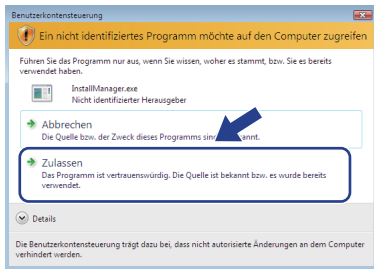 Benutzerkontensteuerung
Ein nicht identifiziertes Programm möchte auf den Computer zugreifen
Führen Sie das Programm nur aus, wenn Sie wissen, woher es stammt, bzw. Sie es bereits
verwendet haben.
InstallManager.exe
Nicht identifizierter Herausgeber
Abbrechen
Die Quelle bzw. der Zweck dieses Programms sind
Zulassen
Das Programm ist vertrauenswürdig. Die Quelle ist bekannt bzw. es wurde bereits
verwendet.
Details
Die Benutzerkontensteuerung trägt dazu bei, dass nicht autorisierte Änderungen an dem Computer
verhindert werden.